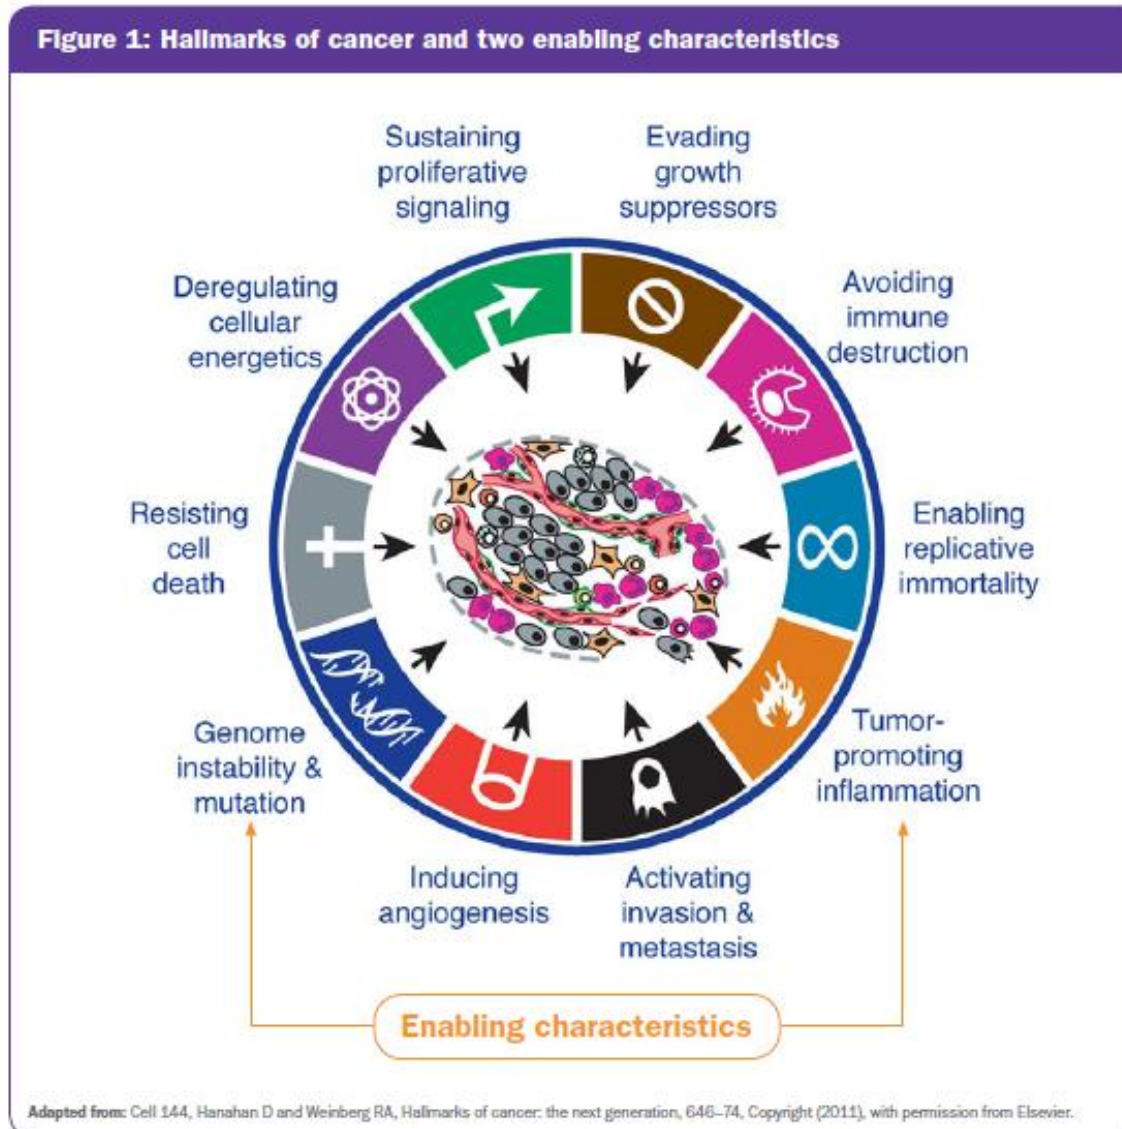 Figure 1: Hallmarks of cancer and two enabling characteristics
Sustaining
proliferative
signaling
Evading
growth
suppressors
Deregulating
cellular
energetics
Avoiding
immune
destruction
Resisting
cell
death
Enabling
replicative
immortality
Genome
instability &
mutation
Tumor-
promoting
inflammation
Inducing
angiogenesis
Activating
invasion &
metastasis
Enabling characteristics
Adapted from: Cell 144, Hanahan D and Weinberg RA, Hallmarks of cancer: the next generation, 646–74, Copyright (2011), with permission from Elsevier.